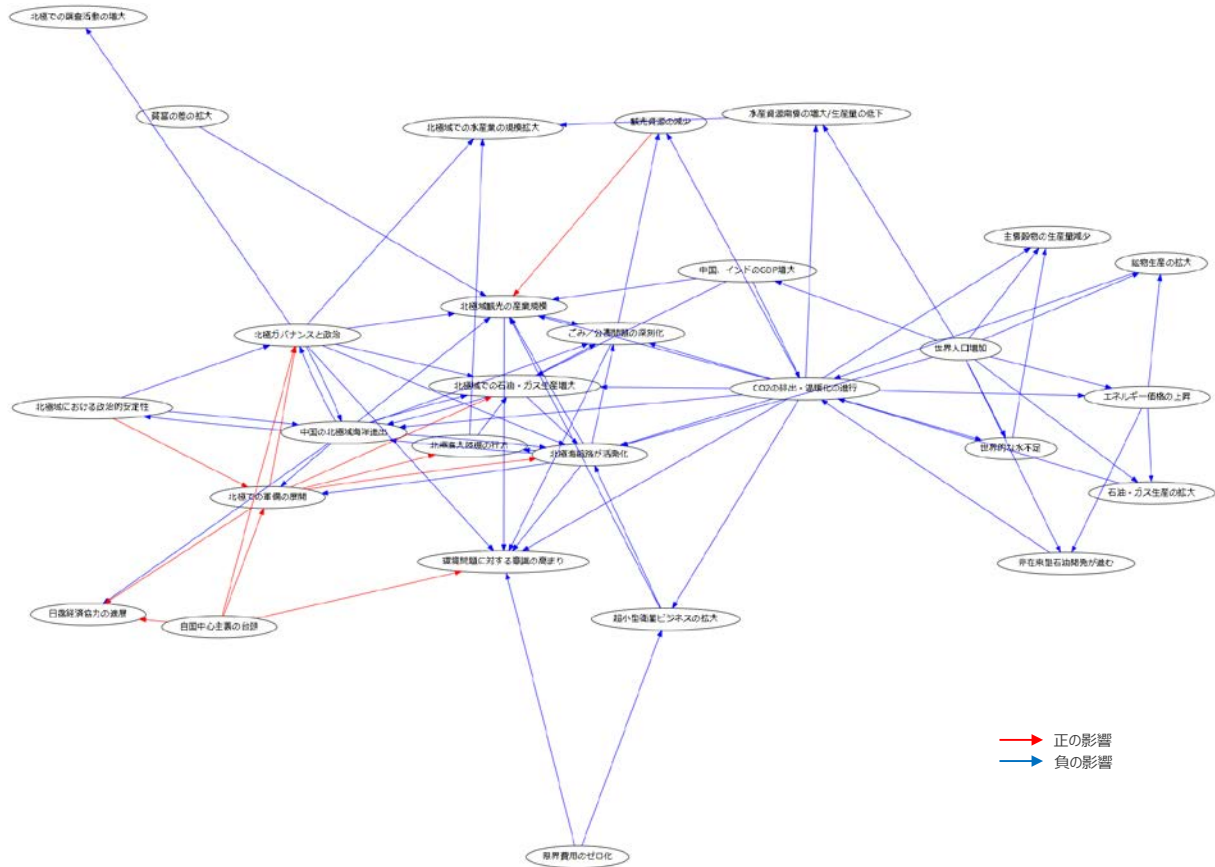 北極での調査活動の増大
貧富の差の拡大
北極域での水産業の規模拡大
観光資源の減少
水産資源需要の増大/生産量の低下
主要穀物の生産量減少
鉱物生産の拡大
中国、インドのGDP増大
北極域観光の産業規模
北極ガバナンスと政治
ごみ/公害問題の深刻化
世界人口増加
北極域での石油・ガス生産増大
CO2の排出・温暖化の進行
エネルギー価格の上昇
北極域における政治的安定性
中国の北極域海洋進出
北極海航路が活発化
世界的な水不足
北極での軍備の展開
石油・ガス生産の拡大
環境問題に対する意識の高まり
非在来型石油開発が進む
日露経済協力の進展
自国中心主義の台頭
超小型衛星ビジネスの拡大
正の影響
負の影響
限界費用のゼロ化